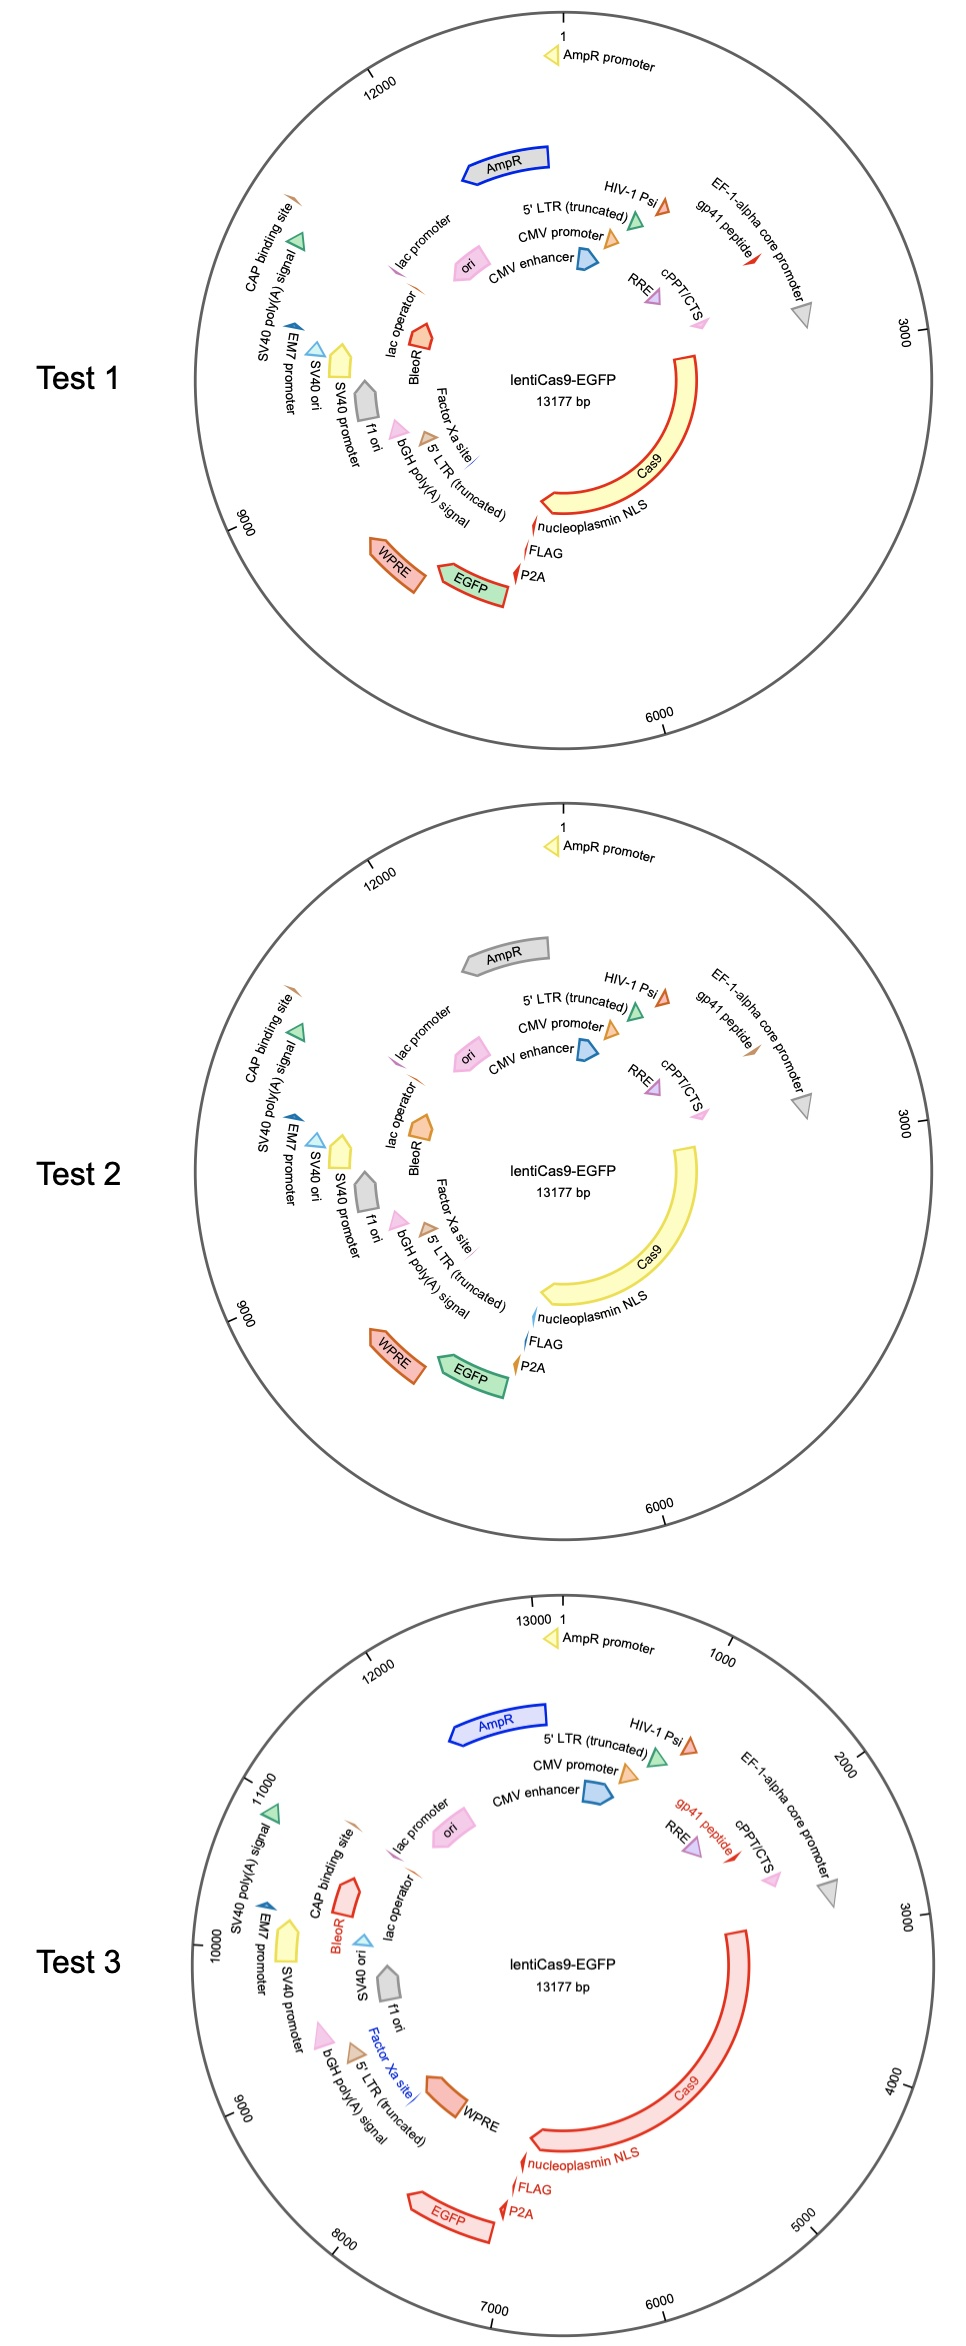 1
AmpR promoter
12000
AmpR
HIV-1 Psi
5' LTR (truncated)
CMV promoter
CMV enhancer
EF-1-alpha core promoter
gp41 peptide
CAP binding site
SV40 poly(A) signal
lac promoter
ori
RRE
cPPT/CTS
3000
lac operator
EM7 promoter
SV40 ori
SV40 promoter
BleoR
Test 1
lentiCas9-EGFP
13177 bp
f1 ori
Factor Xa site
bGH poly(A) signal
5' LTR (truncated)
Cas9
9000
nucleoplasmin NLS
FLAG
P2A
WPRE
EGFP
6000
1
AmpR promoter
12000
AmpR
HIV-1 Psi
5' LTR (truncated)
CMV promoter
CMV enhancer
EF-1-alpha core promoter
gp41 peptide
CAP binding site
SV40 poly(A) signal
lac promoter
ori
RRE
cPPT/CTS
3000
lac operator
EM7 promoter
SV40 ori
SV40 promoter
BleoR
Test 2
lentiCas9-EGFP
13177 bp
f1 ori
Factor Xa site
bGH poly(A) signal
5' LTR (truncated)
Cas9
9000
nucleoplasmin NLS
FLAG
P2A
WPRE
EGFP
6000
13000
1
AmpR promoter
1000
12000
AmpR
HIV-1 Psi
5' LTR (truncated)
CMV promoter
CMV enhancer
2000
EF-1-alpha core promoter
11000
gp41 peptide
RRE
cPPT/CTS
lac promoter
ori
SV40 poly(A) signal
CAP binding site
lac operator
3000
BleoR
10000
EM7 promoter
SV40 ori
SV40 promoter
Test 3
lentiCas9-EGFP
13177 bp
f1 ori
Factor Xa site
bGH poly(A) signal
5' LTR (truncated)
Cas9
4000
9000
WPRE
nucleoplasmin NLS
FLAG
P2A
EGFP
5000
8000
7000
6000